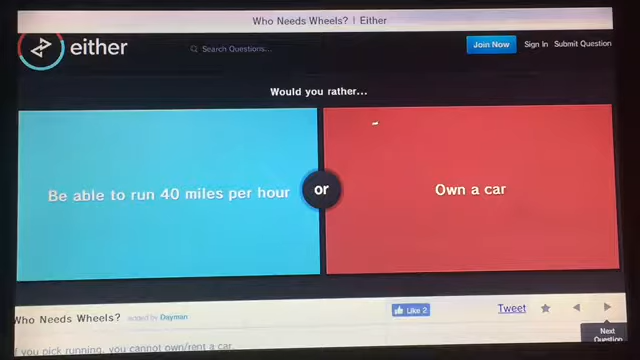 Who Needs Wheels? | Either
either
Search Questions...
Join Now
Sign In
Submit Question
Would you rather...
Be able to run 40 miles per hour
or
Own a car
Who Needs Wheels?
added by Dayman
Like 2
Tweet
Next
Question
If you pick running, you cannot own/rent a car.